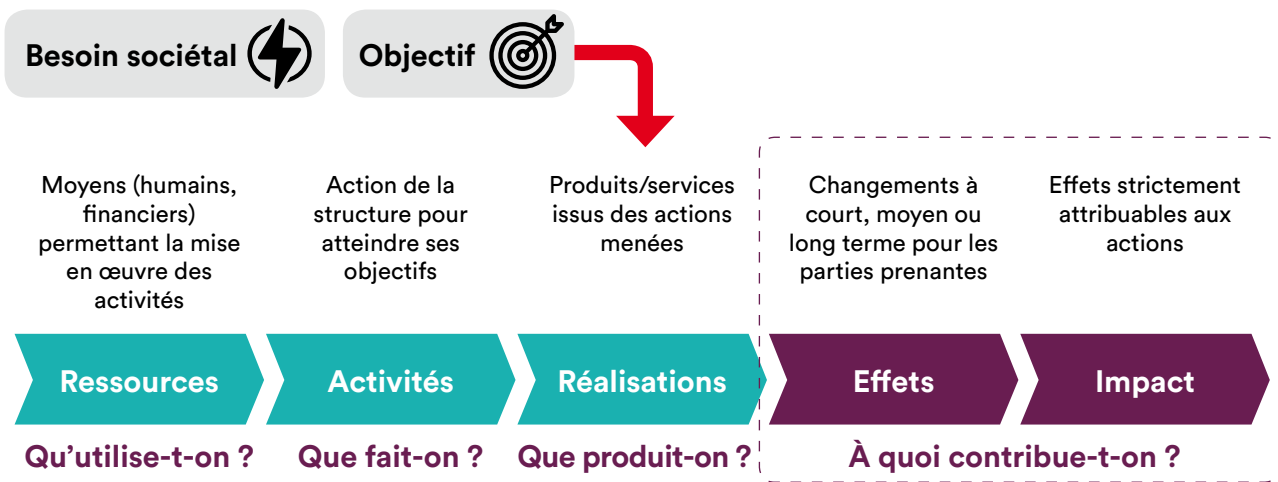 Besoin sociétal
Objectif
Moyens (humains,
financiers)
permettant la mise
en œuvre des
activités
Action de la
structure pour
atteindre ses
objectifs
Produits/services
issus des actions
menées
Changements à
court, moyen ou
long terme pour les
parties prenantes
Effets strictement
attribuables aux
actions
Ressources
Activités
Réalisations
Effets
Impact
Qu’utilise-t-on ?
Que fait-on ?
Que produit-on ?
À quoi contribue-t-on ?